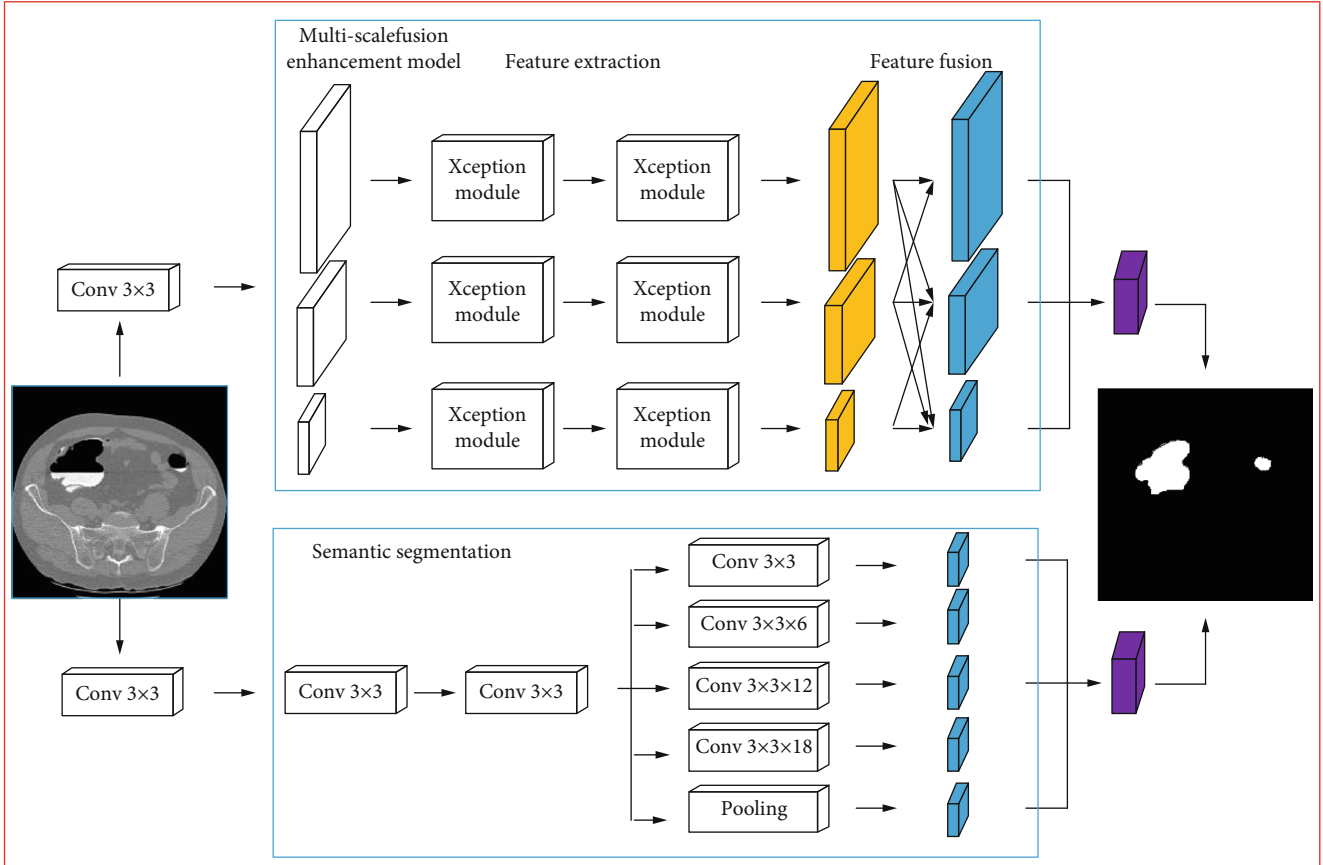 Multi-scalefusion
enhancement model
Feature extraction
Feature fusion
Xception
module
Xception
module
Xception
module
Xception
module
Xception
module
Xception
module
Conv 3×3
Semantic segmentation
Conv 3×3
Conv 3×3
Conv 3×3
Conv 3×3
Conv 3×3×6
Conv 3×3×12
Conv 3×3×18
Pooling